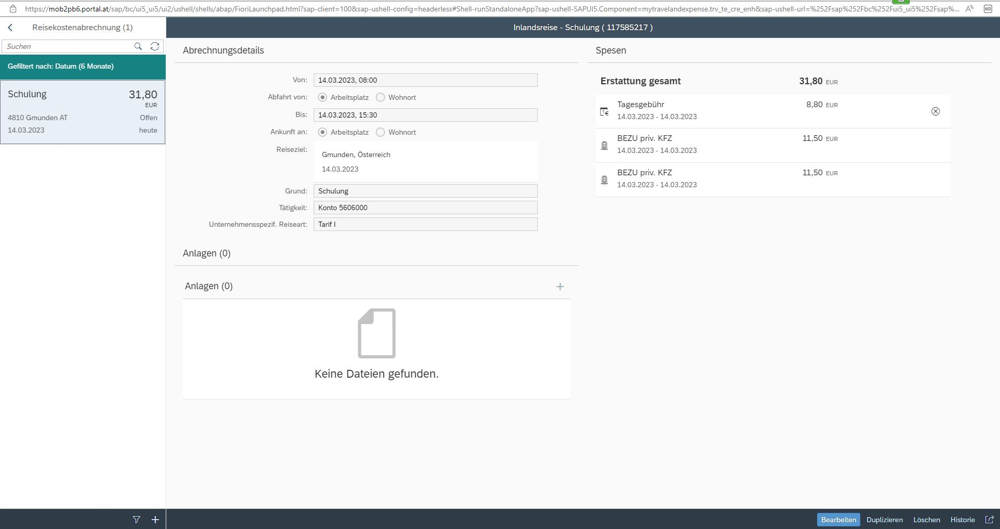 https://mob2pb6.portal.at/sap/bc/ui5_ui5/ui2/ushell/shells/abap/FioriLaunchpad.html?sap-client=100&sap-ushell-config=headerless#Shell-runStandaloneApp?sap-ushell-SAPUI5.Component=mytravelandexpense.trv_te_cre_enh&sap-ushell-url=%252Fsap%252Fbc%252Fui5_ui5%252Fsap%...
HD
Reisekostenabrechnung (1)
Inlandsreise - Schulung ( 117585217 )
Suchen
Gefiltert nach: Datum (6 Monate)
Schulung 31,80
EUR
4810 Gmunden AT Offen
14.03.2023 heute
Abrechnungsdetails
Von: 14.03.2023, 08:00
Abfahrt von: Arbeitsplatz Wohnort
Bis: 14.03.2023, 15:30
Ankunft an: Arbeitsplatz Wohnort
Reiseziel: Gmunden, Österreich
14.03.2023
Grund: Schulung
Tätigkeit: Konto 5606000
Unternehmensspezif. Reiseart: Tarif I
Anlagen (0)
Anlagen (0)
Keine Dateien gefunden.
Spesen
Erstattung gesamt 31,80 EUR
Tagesgebühr 8,80 EUR
14.03.2023 - 14.03.2023
BEZU priv. KFZ 11,50 EUR
14.03.2023 - 14.03.2023
BEZU priv. KFZ 11,50 EUR
14.03.2023 - 14.03.2023
Bearbeiten Duplizieren Löschen Historie